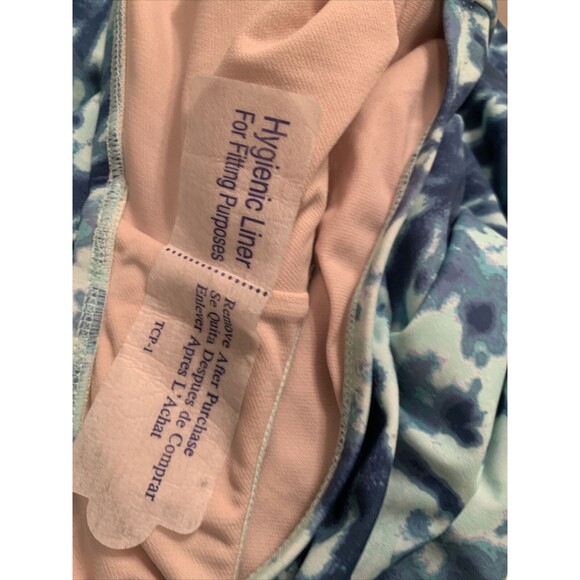 Hygienic Liner
For Fitting Purposes
Remove After Purchase
Se Quita Despues de Comprar
Enlever Apres L'Achat
TCP-1